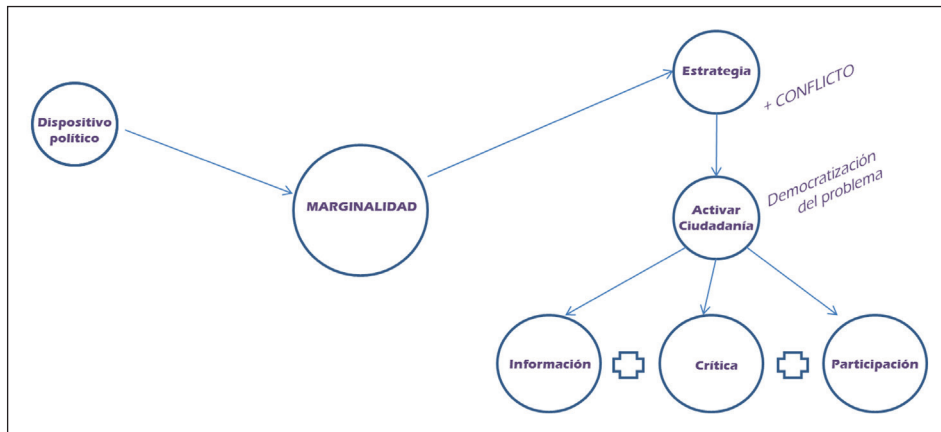 Dispositivo
político
MARGINALIDAD
Estrategia
+ CONFLICTO
Activar
Ciudadanía
Democratización
del problema
Información
Crítica
Participación